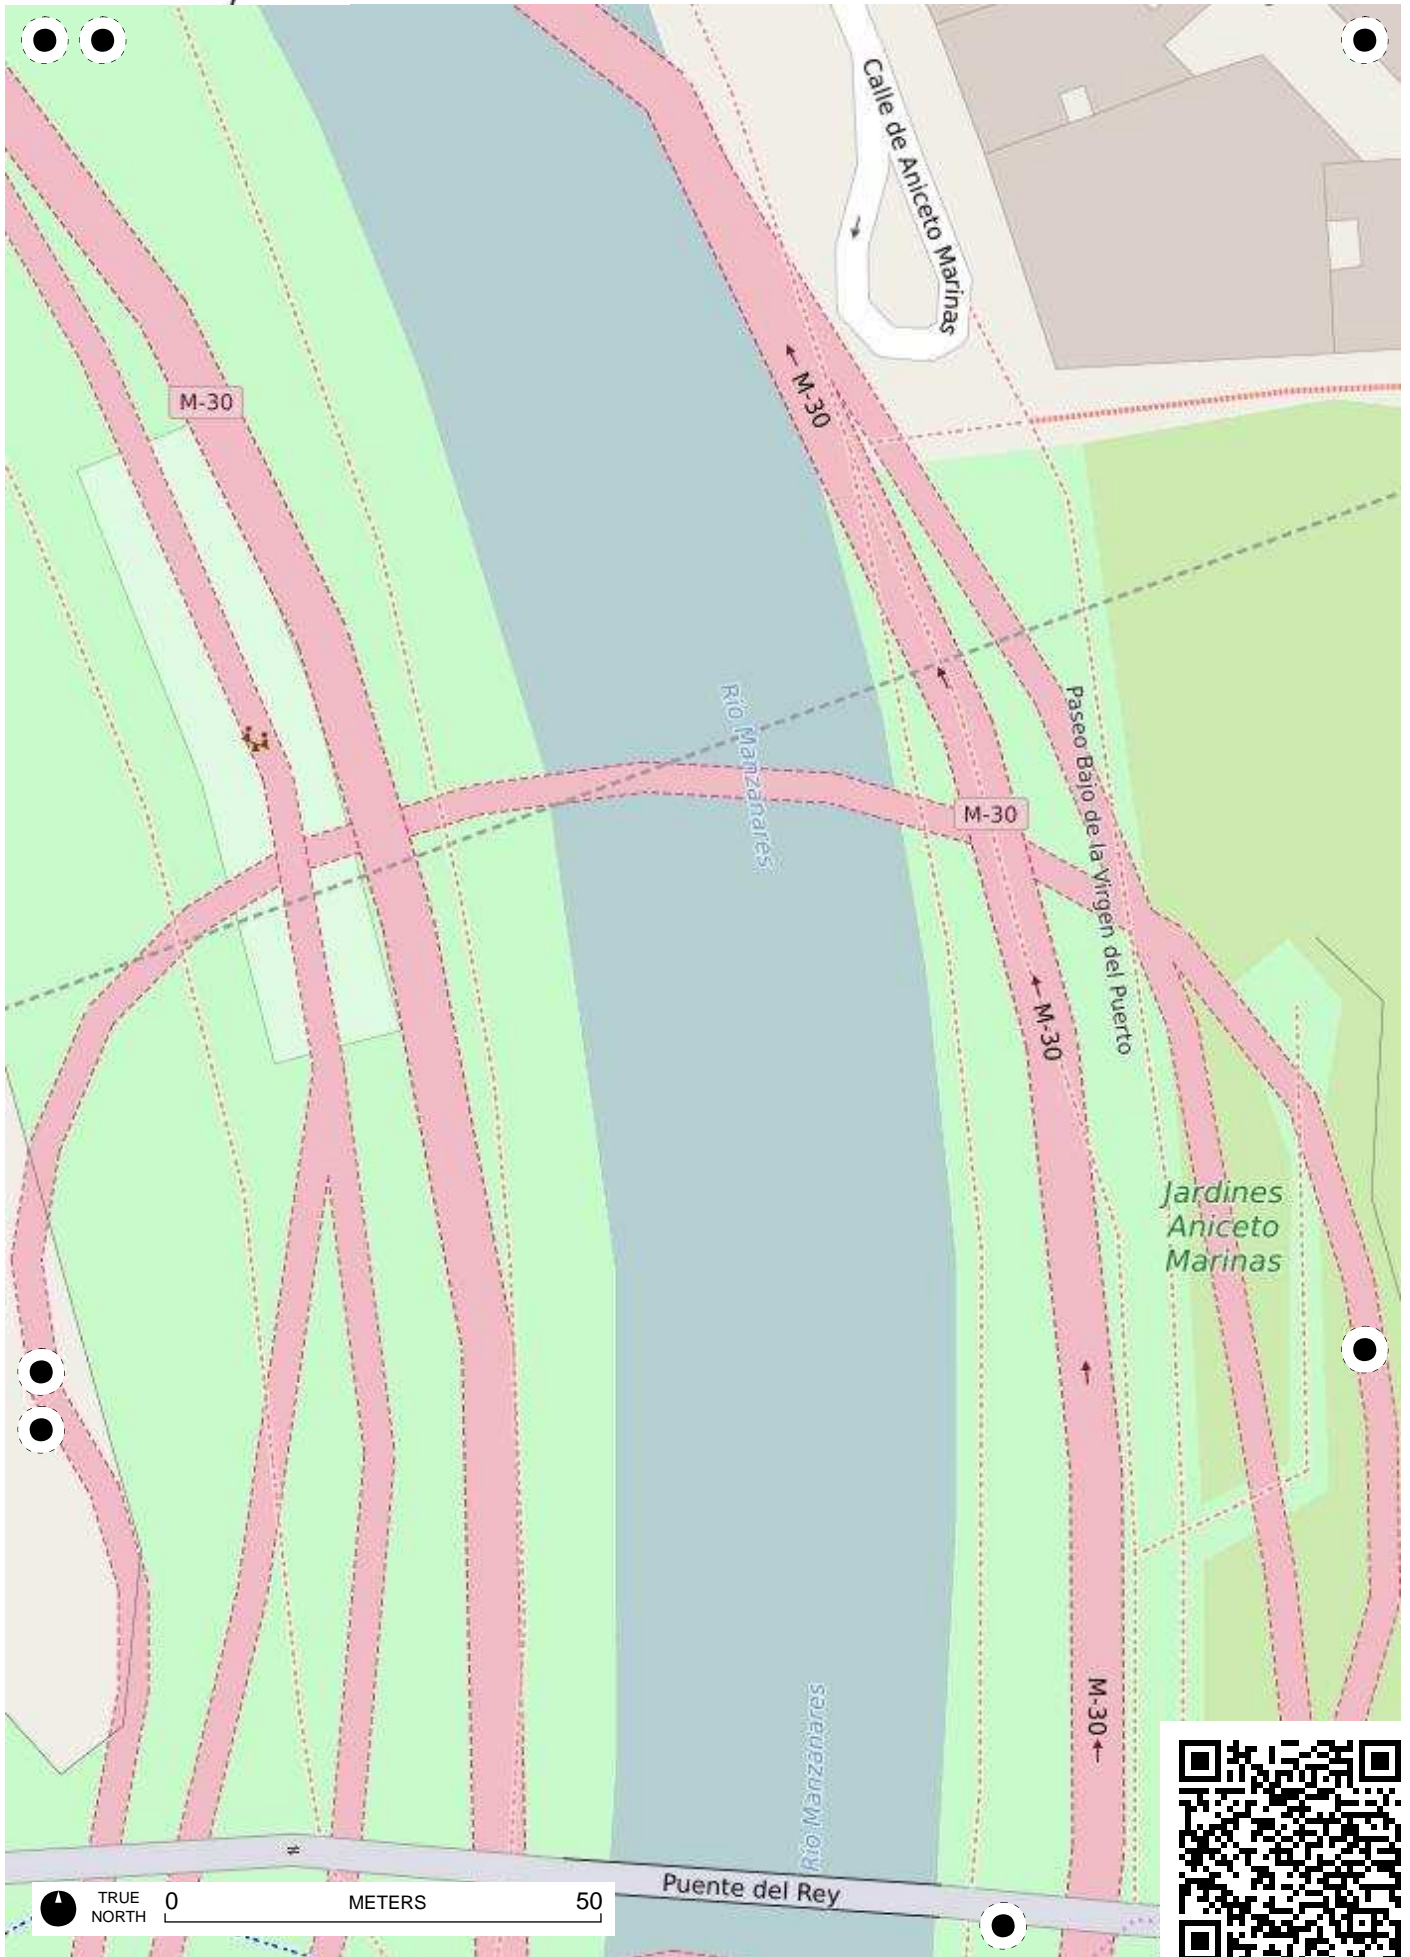 Calle de Aniceto Marinas
M-30
M-30
Río Manzanares
Paseo Bajo de la Virgen del Puerto
M-30
M-30
Jardines
Aniceto
Marinas
M-30
Río Manzanares
Puente del Rey
TRUE
NORTH
0 METERS 50